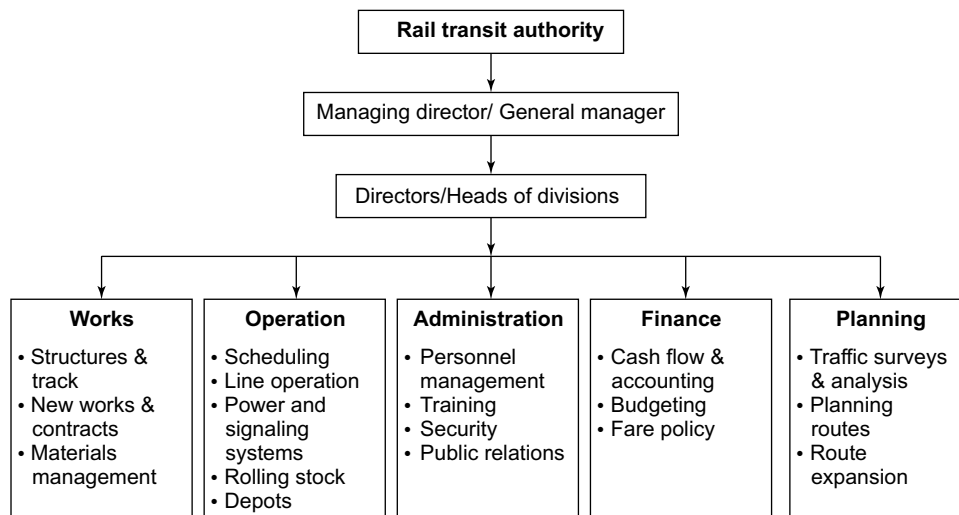 Rail transit authority
Managing director/ General manager
Directors/Heads of divisions
Works
• Structures &
track
• New works &
contracts
• Materials
management
Operation
• Scheduling
• Line operation
• Power and
signaling
systems
• Rolling stock
• Depots
Administration
• Personnel
management
• Training
• Security
• Public relations
Finance
• Cash flow &
accounting
• Budgeting
• Fare policy
Planning
• Traffic surveys
& analysis
• Planning
routes
• Route
expansion